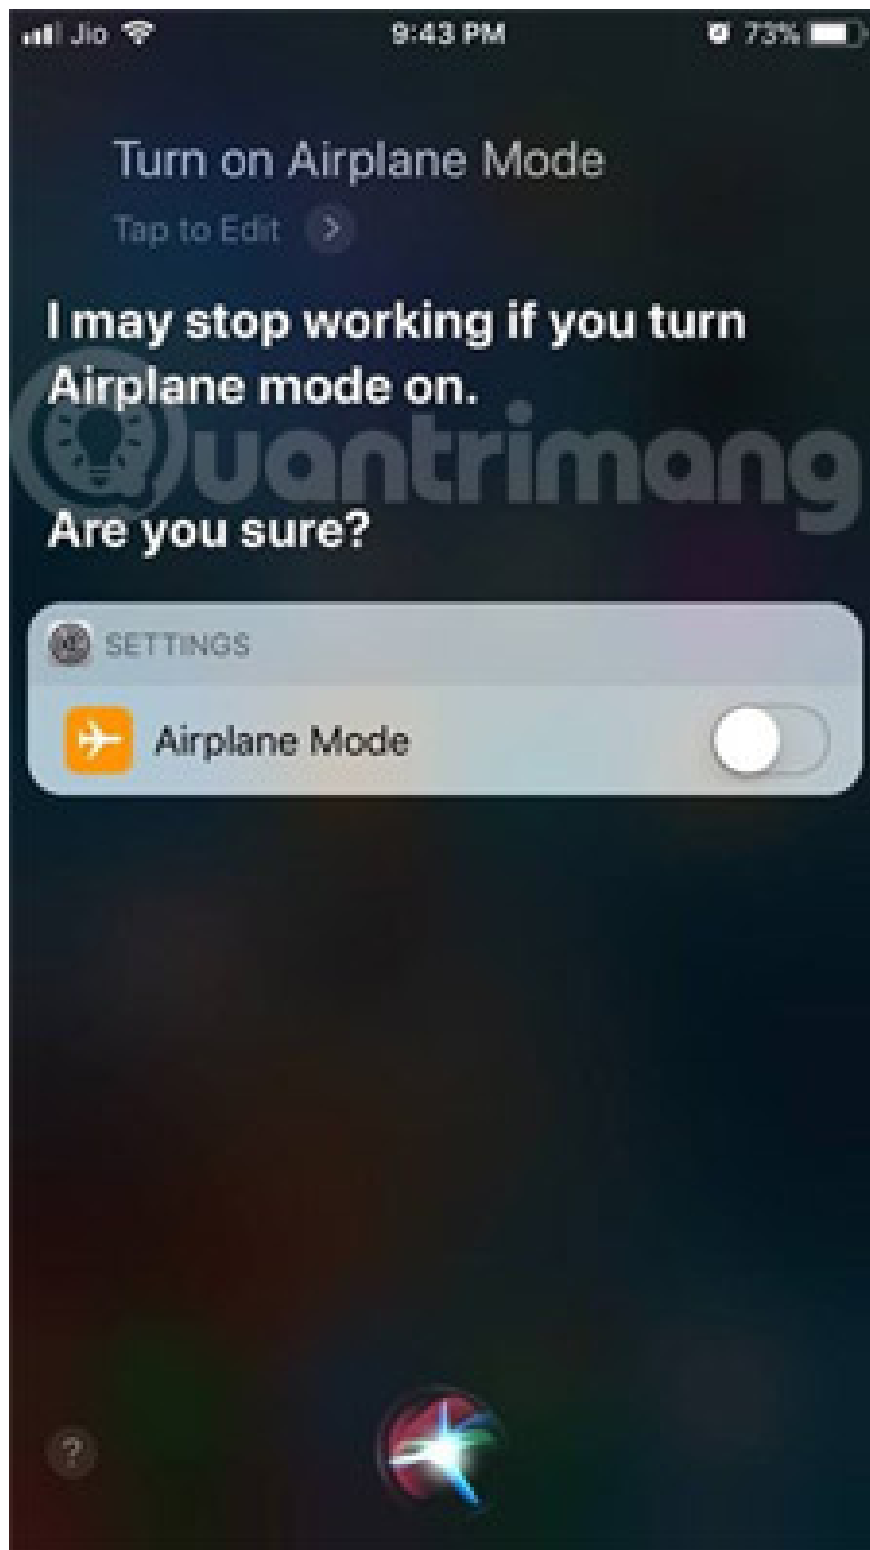 Jio 9:43 PM 73%
Turn on Airplane Mode
Tap to Edit
I may stop working if you turn
Airplane mode on.
Quantrimang
Are you sure?
SETTINGS
Airplane Mode
?